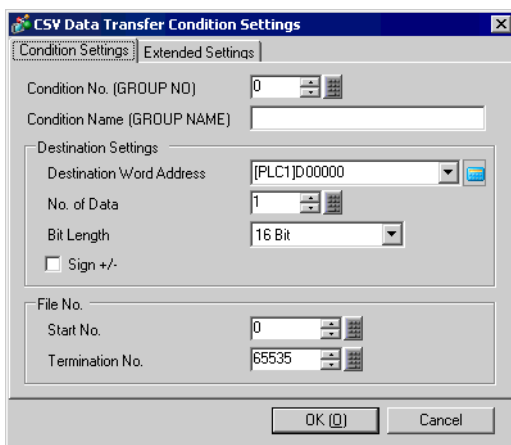 CSV Data Transfer Condition Settings
Condition Settings Extended Settings
Condition No. (GROUP NO) 0
Condition Name (GROUP NAME)
Destination Settings
Destination Word Address [PLC1]D00000
No. of Data 1
Bit Length 16 Bit
Sign +/-
File No.
Start No. 0
Termination No. 65535
OK (O) Cancel